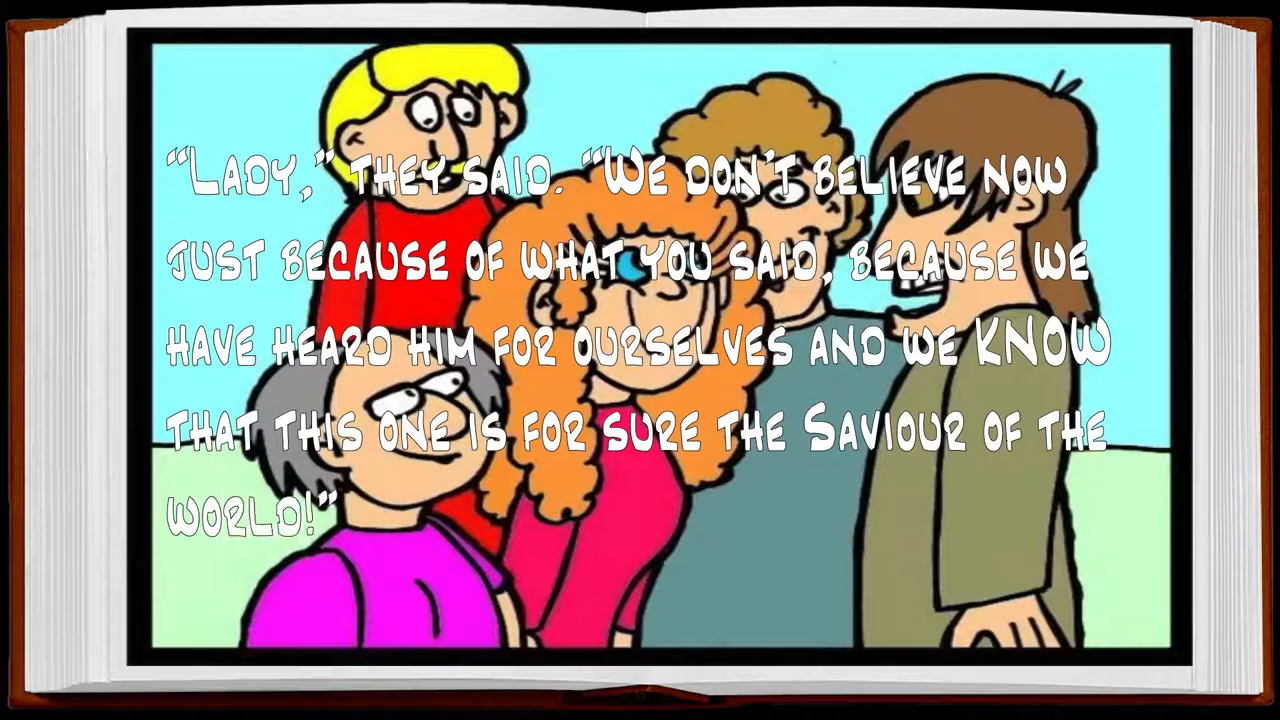 “Lady,” they said. “We don’t believe now
just because of what you said, because we
have heard him for ourselves and we KNOW
that this one is for sure the Saviour of the
world!”